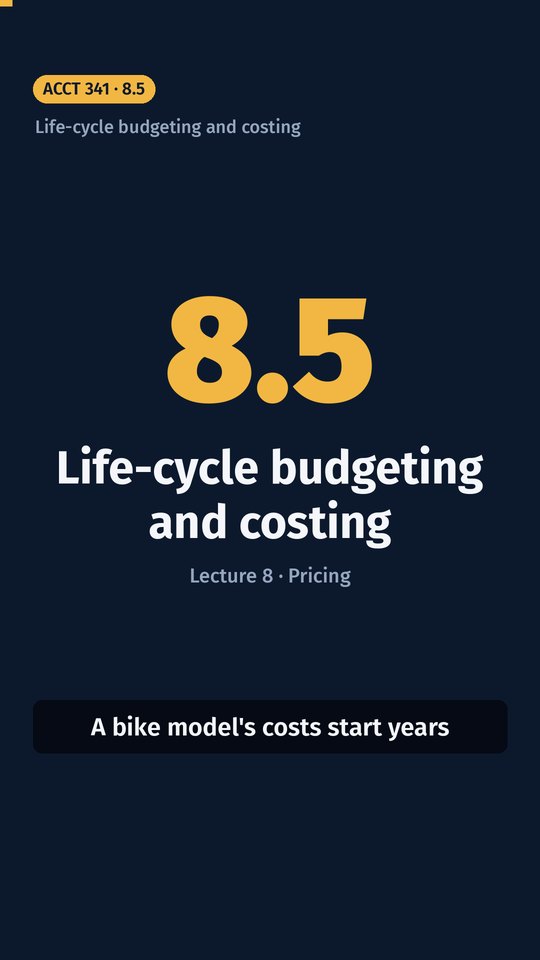 ACCT 341 · 8.5
Life-cycle budgeting and costing
8.5
Life-cycle budgeting
and costing
Lecture 8 · Pricing
A bike model's costs start years